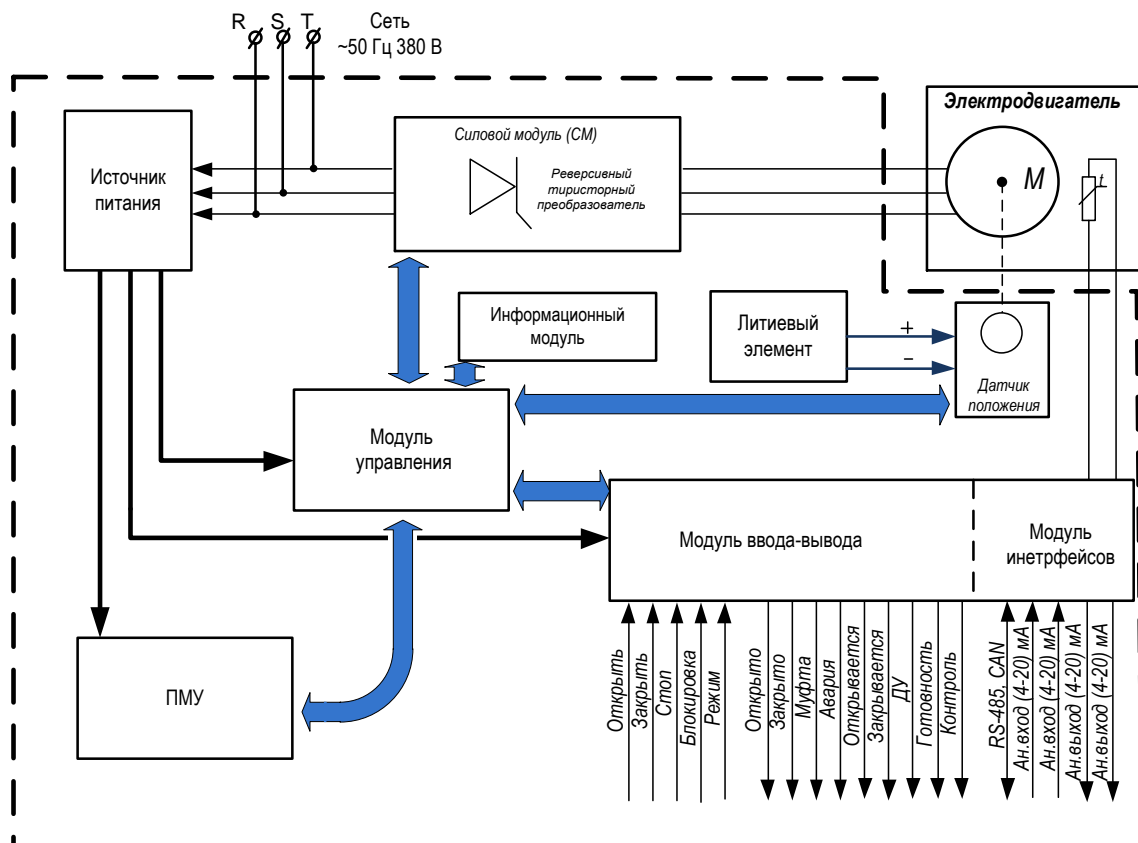 R S T
Сеть
~50 Гц 380 В
Электродвигатель
M
t
Источник
питания
Силовой модуль (СМ)
Реверсивный
тиристорный
преобразователь
Информационный
модуль
Литиевый
элемент
+
−
Датчик
положения
Модуль
управления
Модуль ввода-вывода
Модуль
инетрфейсов
ПМУ
Открыть
Закрыть
Стоп
Блокировка
Режим
Открыто
Закрыто
Муфта
Авария
Открывается
Закрывается
ДУ
Готовность
Контроль
RS-485, CAN
Ан.вход (4-20) мА
Ан.вход (4-20) мА
Ан.выход (4-20) мА
Ан.выход (4-20) мА